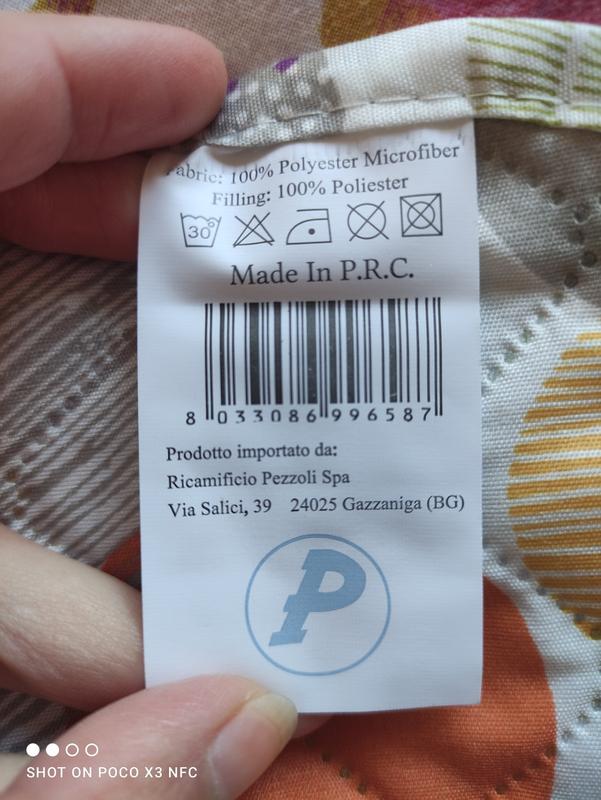 Fabric: 100% Polyester Microfiber
Filling: 100% Poliester
30°
Made In P.R.C.
8 033086 996587
Prodotto importato da:
Ricamificio Pezzoli Spa
Via Salici, 39 24025 Gazzaniga (BG)
P
SHOT ON POCO X3 NFC